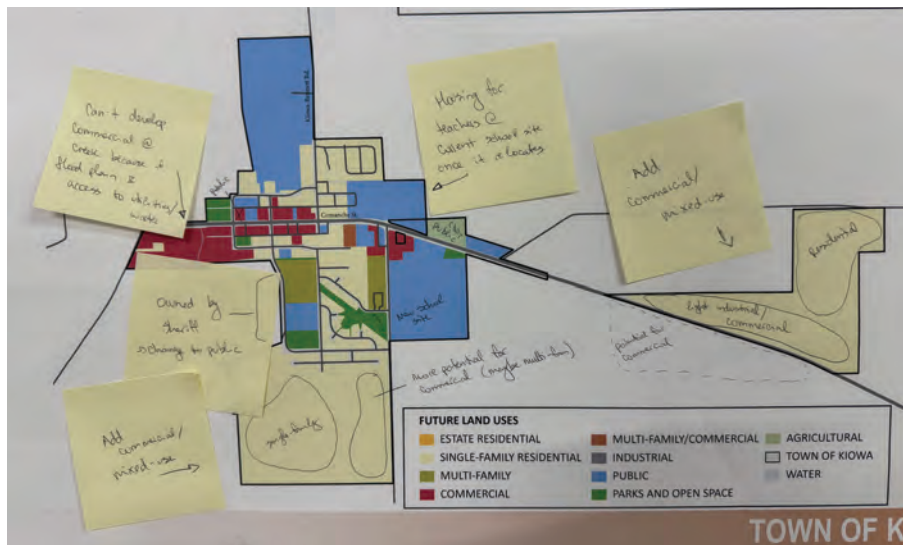 Can't develop
commercial @
creek because of
flood plain &
access to utilities/
Public
Kiowa Bennett Rd.
Comanche St.
Housing for
teachers @
current school site
once it relocates
Add
commercial/
mixed-use
Residential
light industrial/
commercial
potential for
commercial
Owned by
Sheriff
change to public
New school
site
more potential for
commercial (maybe multi-fam)
single-family
Add
commercial/
mixed-use
FUTURE LAND USES
ESTATE RESIDENTIAL
SINGLE-FAMILY RESIDENTIAL
MULTI-FAMILY
COMMERCIAL
MULTI-FAMILY/COMMERCIAL
INDUSTRIAL
PUBLIC
PARKS AND OPEN SPACE
AGRICULTURAL
TOWN OF KIOWA
WATER
TOWN OF K